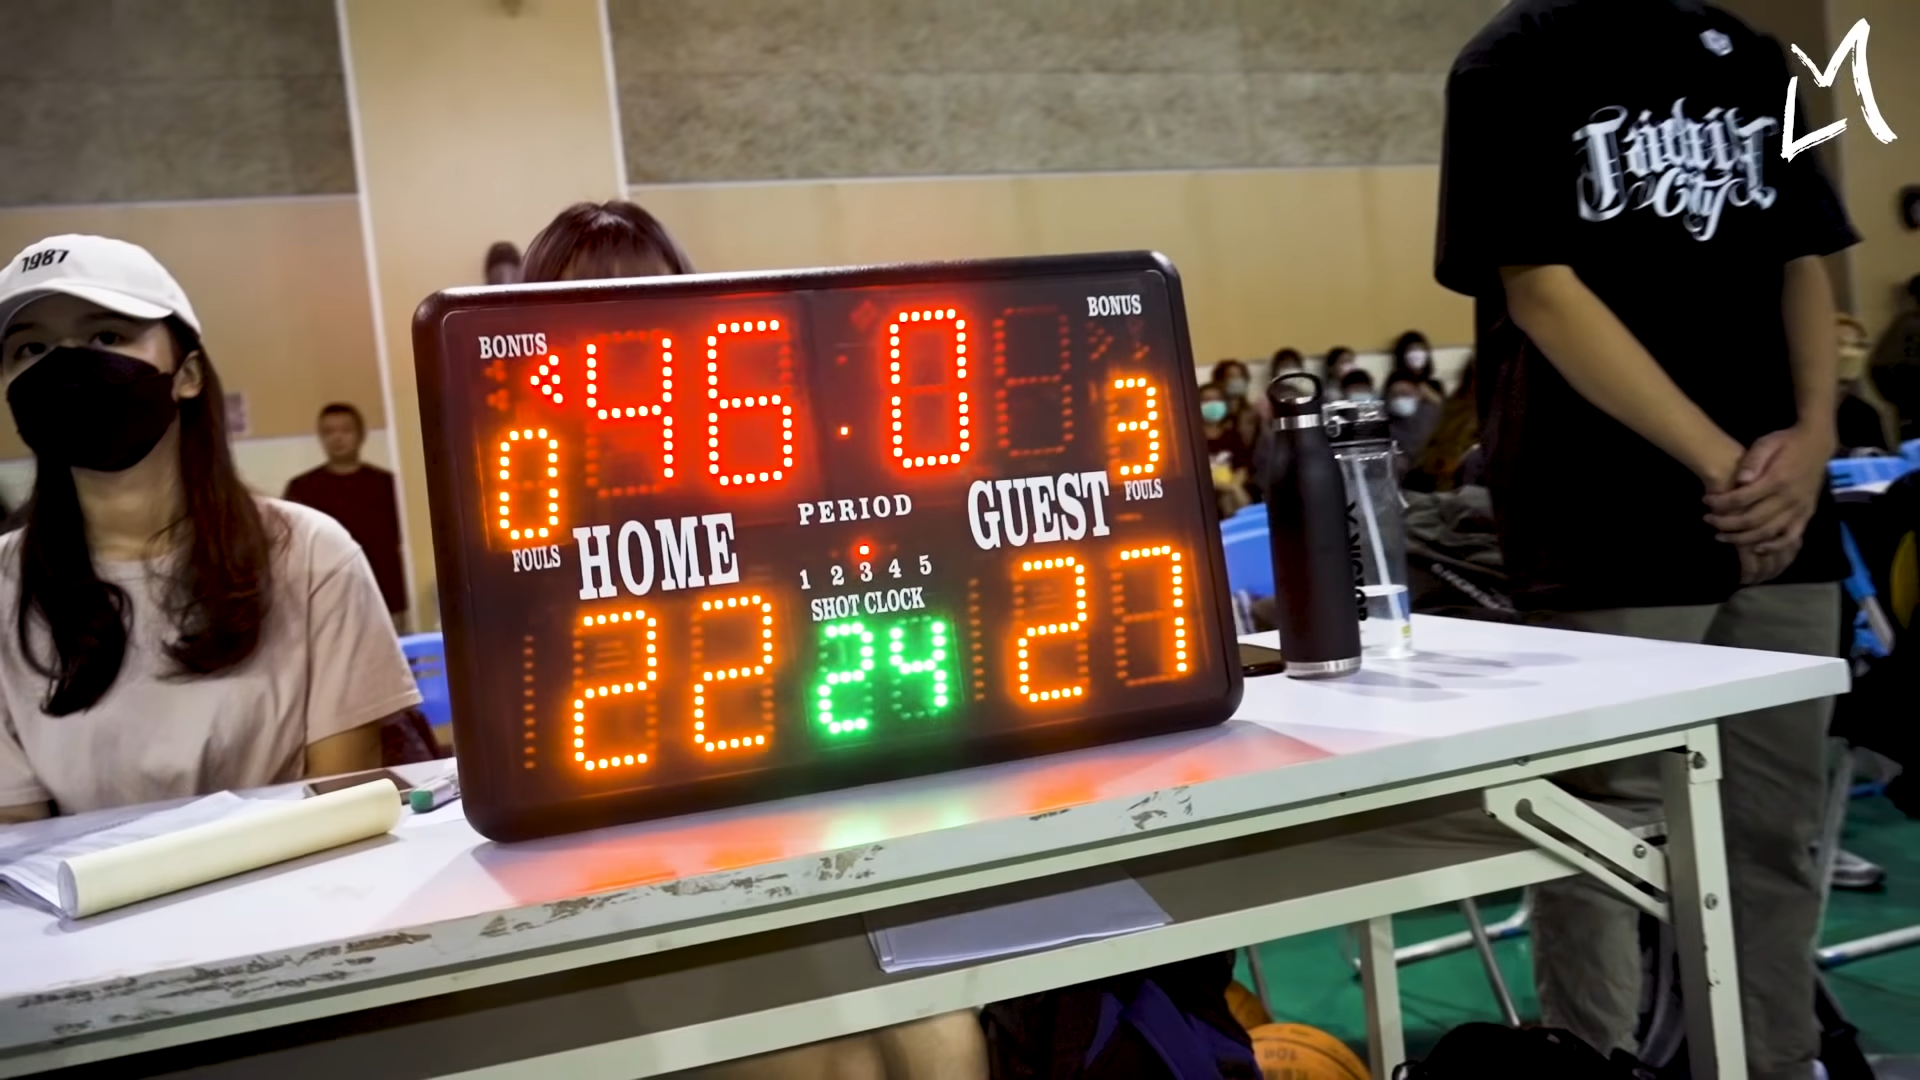 1987
BONUS
46.0
BONUS
0
3
FOULS
FOULS
HOME
PERIOD
GUEST
1 2 3 4 5
SHOT CLOCK
22
24
27
City